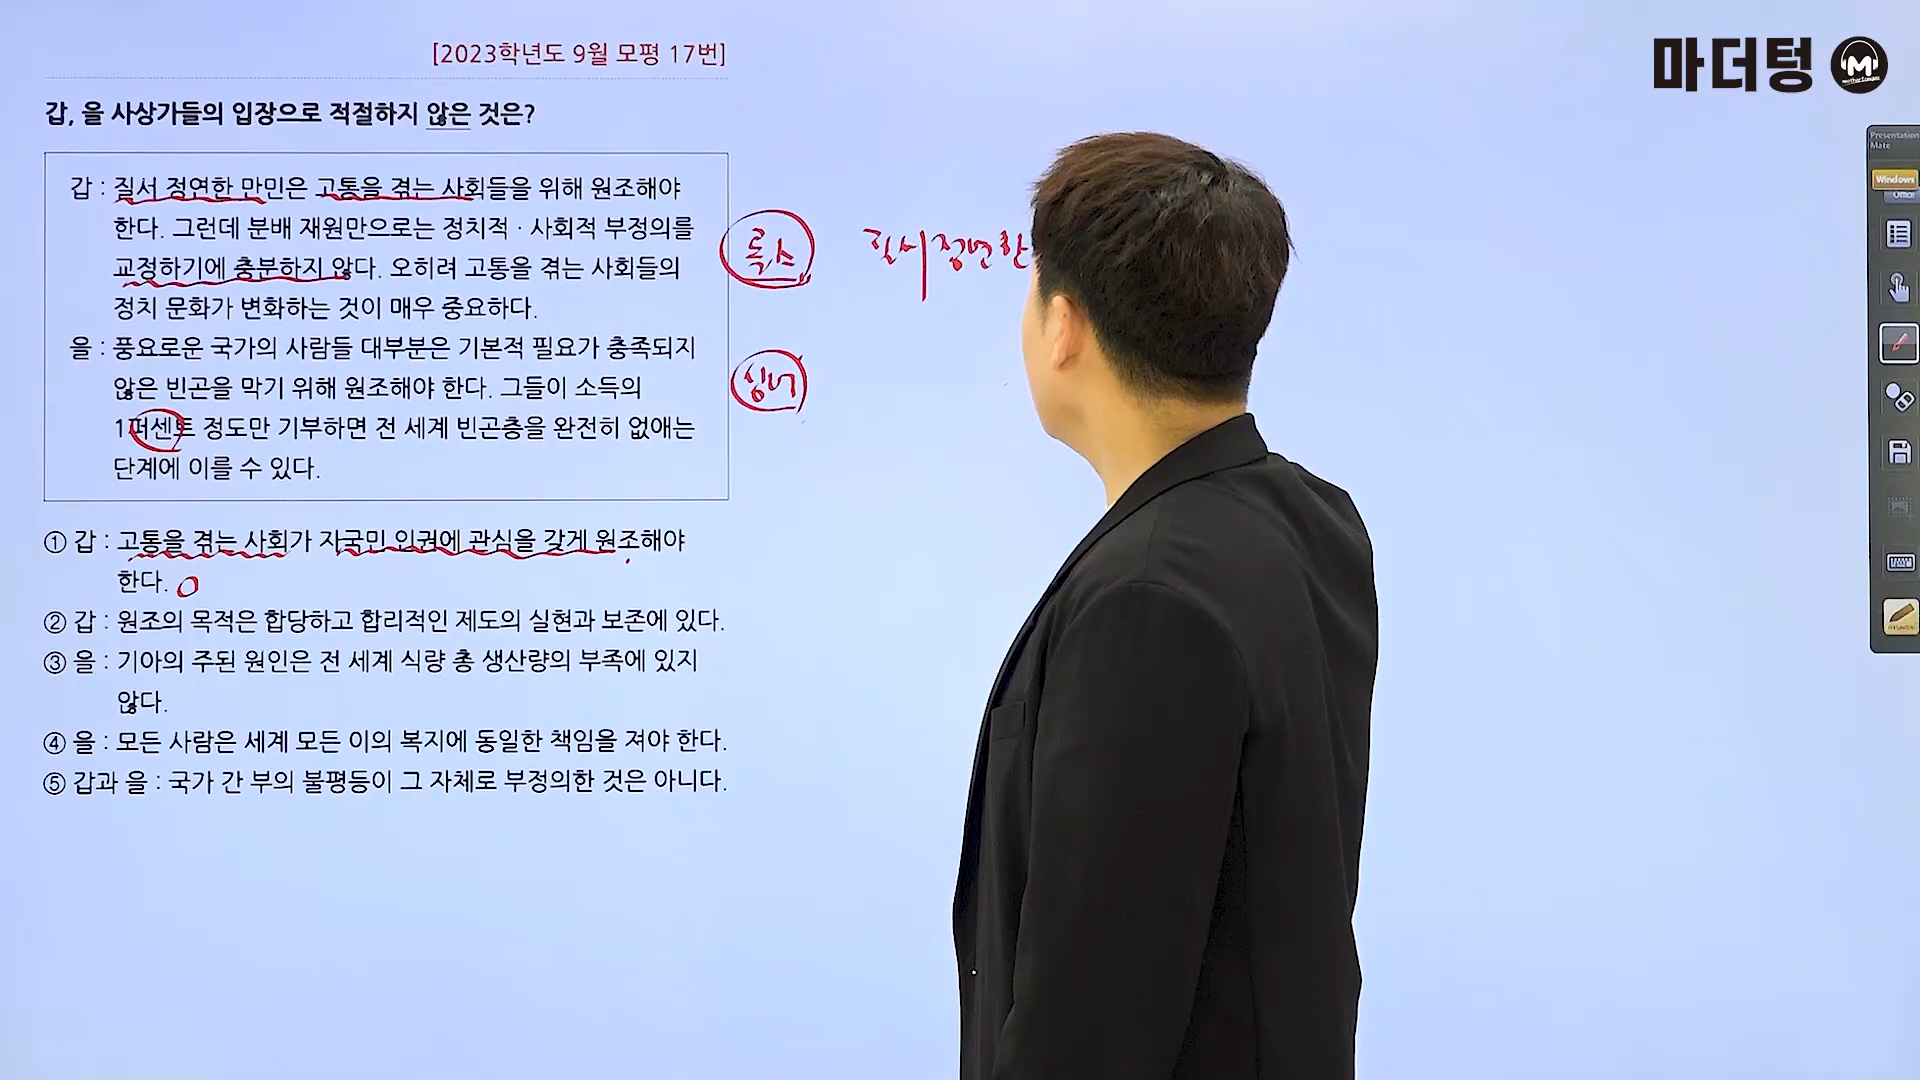 [2023학년도 9월 모평 17번]
마더텅
갑, 을 사상가들의 입장으로 적절하지 않은 것은?
갑 : 질서 정연한 만민은 고통을 겪는 사회들을 위해 원조해야
한다. 그런데 분배 재원만으로는 정치적 · 사회적 부정의를
교정하기에 충분하지 않다. 오히려 고통을 겪는 사회들의
정치 문화가 변화하는 것이 매우 중요하다.
을 : 풍요로운 국가의 사람들 대부분은 기본적 필요가 충족되지
않은 빈곤을 막기 위해 원조해야 한다. 그들이 소득의
1퍼센트 정도만 기부하면 전 세계 빈곤층을 완전히 없애는
단계에 이를 수 있다.
롤스
질서정연한
싱어
① 갑 : 고통을 겪는 사회가 자국민 인권에 관심을 갖게 원조해야
한다.
② 갑 : 원조의 목적은 합당하고 합리적인 제도의 실현과 보존에 있다.
③ 을 : 기아의 주된 원인은 전 세계 식량 총 생산량의 부족에 있지
않다.
④ 을 : 모든 사람은 세계 모든 이의 복지에 동일한 책임을 져야 한다.
⑤ 갑과 을 : 국가 간 부의 불평등이 그 자체로 부정의한 것은 아니다.
Presentation
Mate
Windows
Office